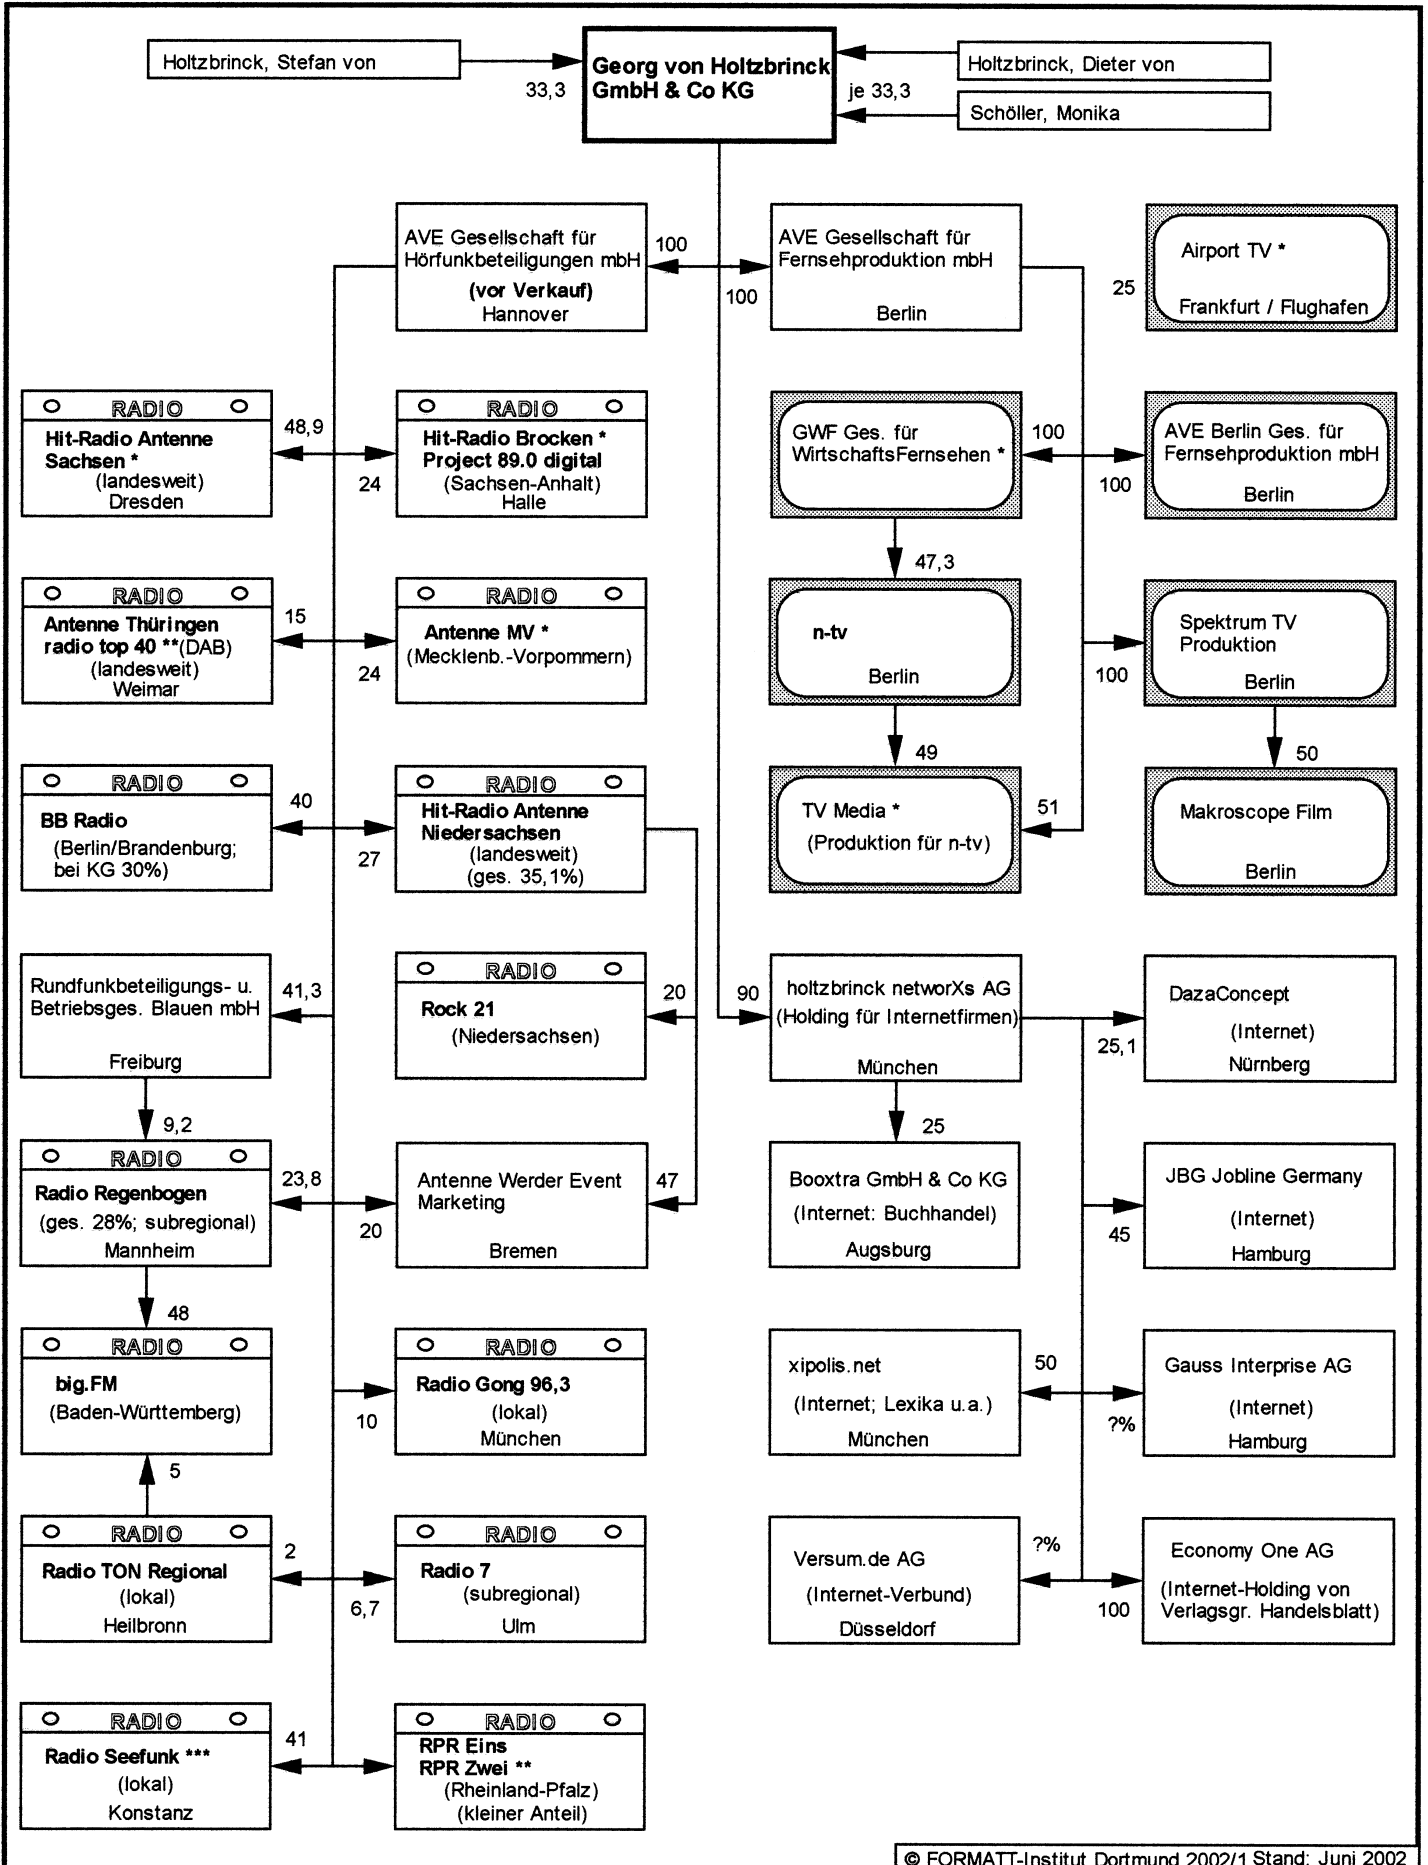 Holtzbrinck, Stefan von
33,3
Georg von Holtzbrinck
GmbH & Co KG
je 33,3
Holtzbrinck, Dieter von
Schöller, Monika
AVE Gesellschaft für
Hörfunkbeteiligungen mbH
(vor Verkauf)
Hannover
100
100
AVE Gesellschaft für
Fernsehproduktion mbH
Berlin
25
Airport TV *
Frankfurt / Flughafen
RADIO
Hit-Radio Antenne
Sachsen *
(landesweit)
Dresden
48,9
24
RADIO
Hit-Radio Brocken *
Project 89.0 digital
(Sachsen-Anhalt)
Halle
GWF Ges. für
WirtschaftsFernsehen *
100
100
AVE Berlin Ges. für
Fernsehproduktion mbH
Berlin
47,3
RADIO
Antenne Thüringen
radio top 40 **(DAB)
(landesweit)
Weimar
15
24
RADIO
Antenne MV *
(Mecklenb.-Vorpommern)
n-tv
Berlin
100
Spektrum TV
Produktion
Berlin
49
50
RADIO
BB Radio
(Berlin/Brandenburg;
bei KG 30%)
40
27
RADIO
Hit-Radio Antenne
Niedersachsen
(landesweit)
(ges. 35,1%)
TV Media *
(Produktion für n-tv)
51
Makroscope Film
Berlin
Rundfunkbeteiligungs- u.
Betriebsges. Blauen mbH
Freiburg
41,3
RADIO
Rock 21
(Niedersachsen)
20
90
holtzbrinck networXs AG
(Holding für Internetfirmen)
München
25,1
DazaConcept
(Internet)
Nürnberg
9,2
25
RADIO
Radio Regenbogen
(ges. 28%; subregional)
Mannheim
23,8
20
Antenne Werder Event
Marketing
Bremen
47
Booxtra GmbH & Co KG
(Internet: Buchhandel)
Augsburg
45
JBG Jobline Germany
(Internet)
Hamburg
48
RADIO
big.FM
(Baden-Württemberg)
10
RADIO
Radio Gong 96,3
(lokal)
München
xipolis.net
(Internet; Lexika u.a.)
München
50
?%
Gauss Interprise AG
(Internet)
Hamburg
5
RADIO
Radio TON Regional
(lokal)
Heilbronn
2
6,7
RADIO
Radio 7
(subregional)
Ulm
Versum.de AG
(Internet-Verbund)
Düsseldorf
?%
100
Economy One AG
(Internet-Holding von
Verlagsgr. Handelsblatt)
RADIO
Radio Seefunk ***
(lokal)
Konstanz
41
RADIO
RPR Eins
RPR Zwei **
(Rheinland-Pfalz)
(kleiner Anteil)
© FORMATT-Institut Dortmund 2002/1 Stand: Juni 2002